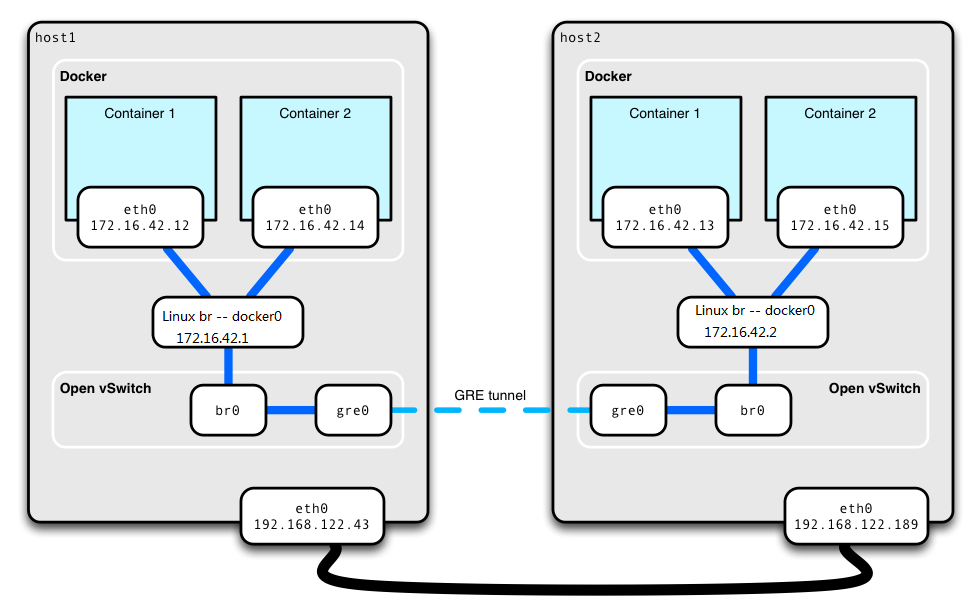 host1
Docker
Container 1
Container 2
eth0
172.16.42.12
eth0
172.16.42.14
Linux br -- docker0
172.16.42.1
Open vSwitch
br0
gre0
eth0
192.168.122.43
GRE tunnel
host2
Docker
Container 1
Container 2
eth0
172.16.42.13
eth0
172.16.42.15
Linux br -- docker0
172.16.42.2
Open vSwitch
gre0
br0
eth0
192.168.122.189